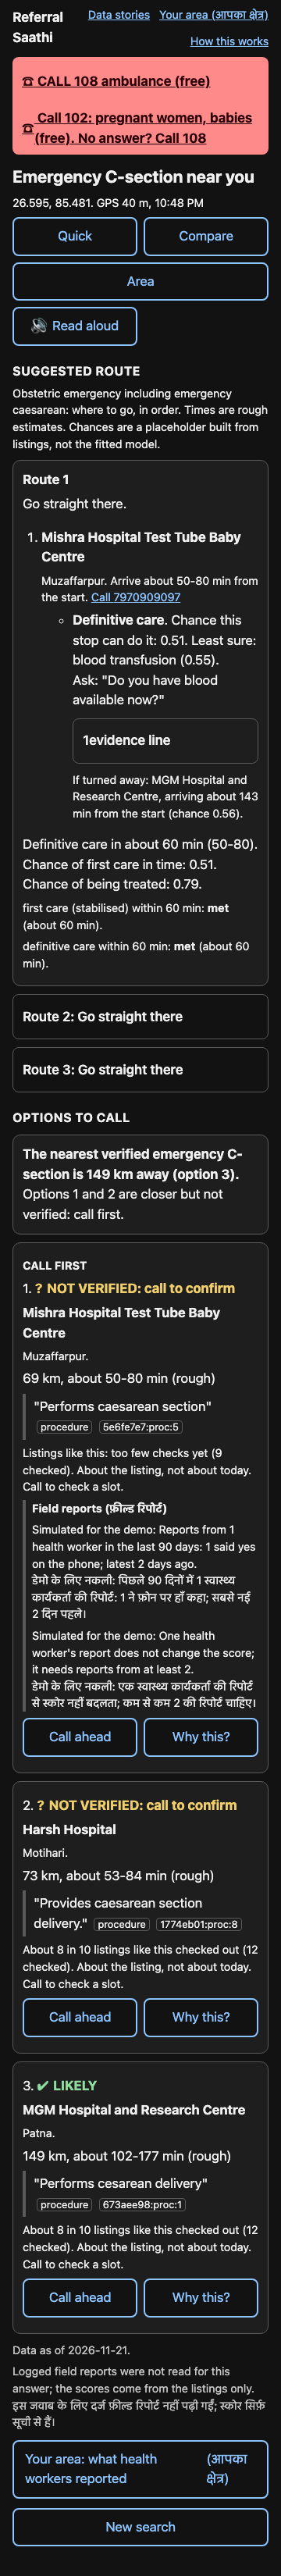 Referral Saathi
Data stories
Your area (आपका क्षेत्र)
How this works
☎ CALL 108 ambulance (free)
☎ Call 102: pregnant women, babies
(free). No answer? Call 108
Emergency C-section near you
26.595, 85.481. GPS 40 m, 10:48 PM
Quick
Compare
Area
🔊 Read aloud
SUGGESTED ROUTE
Obstetric emergency including emergency
caesarean: where to go, in order. Times are rough
estimates. Chances are a placeholder built from
listings, not the fitted model.
Route 1
Go straight there.
1. Mishra Hospital Test Tube Baby
Centre
Muzaffarpur. Arrive about 50-80 min from
the start. Call 7970909097
Definitive care. Chance this
stop can do it: 0.51. Least sure:
blood transfusion (0.55).
Ask: "Do you have blood
available now?"
1evidence line
If turned away: MGM Hospital and
Research Centre, arriving about 143
min from the start (chance 0.56).
Definitive care in about 60 min (50-80).
Chance of first care in time: 0.51.
Chance of being treated: 0.79.
first care (stabilised) within 60 min: met
(about 60 min).
definitive care within 60 min: met (about 60
min).
Route 2: Go straight there
Route 3: Go straight there
OPTIONS TO CALL
The nearest verified emergency C-
section is 149 km away (option 3).
Options 1 and 2 are closer but not
verified: call first.
CALL FIRST
1. ? NOT VERIFIED: call to confirm
Mishra Hospital Test Tube Baby
Centre
Muzaffarpur.
69 km, about 50-80 min (rough)
"Performs caesarean section"
procedure 5e6fe7e7:proc:5
Listings like this: too few checks yet (9
checked). About the listing, not about today.
Call to check a slot.
Field reports (फ़ील्ड रिपोर्ट)
Simulated for the demo: Reports from 1
health worker in the last 90 days: 1 said yes
on the phone; latest 2 days ago.
डेमो के लिए नकली: पिछले 90 दिनों में 1 स्वास्थ्य
कार्यकर्ता की रिपोर्ट: 1 ने फ़ोन पर हाँ कहा; सबसे नई
2 दिन पहले।
Simulated for the demo: One health
worker's report does not change the score;
it needs reports from at least 2.
डेमो के लिए नकली: एक स्वास्थ्य कार्यकर्ता की रिपोर्ट
से स्कोर नहीं बदलता; कम से कम 2 की रिपोर्ट चाहिए।
Call ahead
Why this?
2. ? NOT VERIFIED: call to confirm
Harsh Hospital
Motihari.
73 km, about 53-84 min (rough)
"Provides caesarean section
delivery." procedure 1774eb01:proc:8
About 8 in 10 listings like this checked out (12
checked). About the listing, not about today.
Call to check a slot.
Call ahead
Why this?
3. ✔ LIKELY
MGM Hospital and Research Centre
Patna.
149 km, about 102-177 min (rough)
"Performs cesarean delivery"
procedure 673aee98:proc:1
About 8 in 10 listings like this checked out (12
checked). About the listing, not about today.
Call to check a slot.
Call ahead
Why this?
Data as of 2026-11-21.
Logged field reports were not read for this
answer; the scores come from the listings only.
इस जवाब के लिए दर्ज फ़ील्ड रिपोर्ट नहीं पढ़ी गईं; स्कोर सिर्फ़
सूची से हैं।
Your area: what health workers reported
(आपका क्षेत्र)
New search